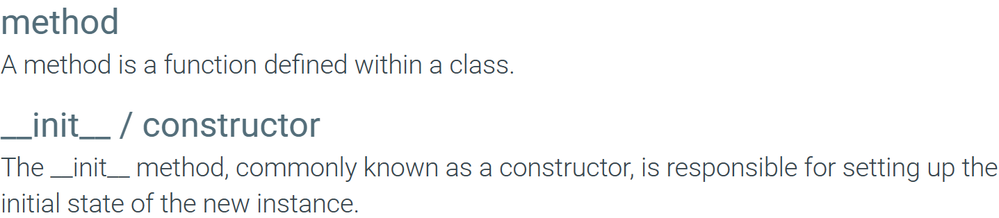 method
A method is a function defined within a class.
__init__ / constructor
The __init__ method, commonly known as a constructor, is responsible for setting up the
initial state of the new instance.